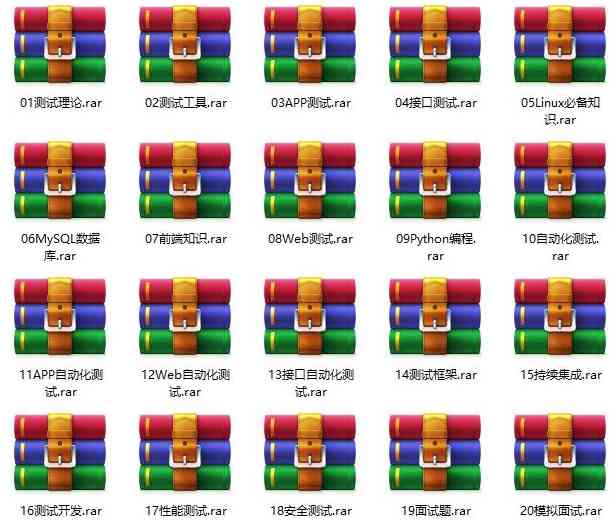 01测试理论.rar
02测试工具.rar
03APP测试.rar
04接口测试.rar
05Linux必备知
识.rar
06MySQL数据
库.rar
07前端知识.rar
08Web测试.rar
09Python编程.
rar
10自动化测试.
rar
11APP自动化测
试.rar
12Web自动化测
试.rar
13接口自动化测
试.rar
14测试框架.rar
15持续集成.rar
16测试开发.rar
17性能测试.rar
18安全测试.rar
19面试题.rar
20模拟面试.rar